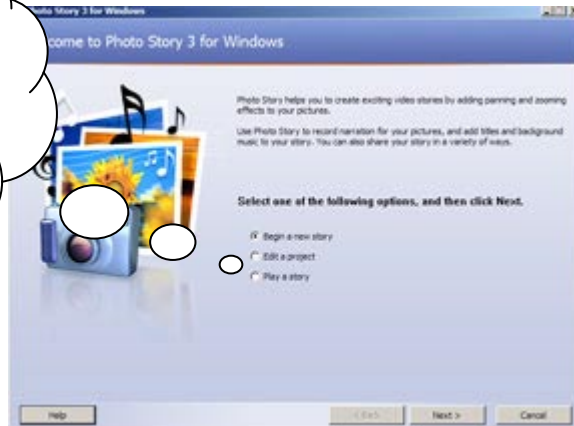 Photo Story 3 for Windows
come to Photo Story 3 for Windows
Photo Story helps you to create exciting video stories by adding panning and zooming
effects to your pictures.
Use Photo Story to record narration for your pictures, and add titles and background
music to your story. You can also share your story in a variety of ways.
Select one of the following options, and then click Next.
Begin a new story
Edit a project
Play a story
Help
< Back
Next >
Cancel